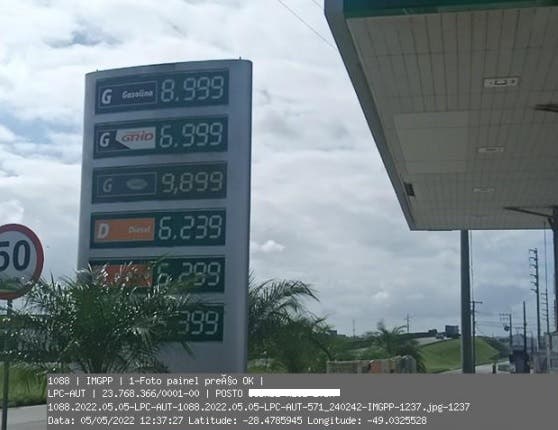 G Gasolina 8.999
G GRID 6.999
G 9,899
D Diesel 6.239
6.299
.399
50
1088 | IMGPP | 1-Foto painel preÃ§o OK |
LPC-AUT | 23.768.366/0001-00 | POSTO
1088.2022.05.05-LPC-AUT-1088.2022.05.05-LPC-AUT-571_240242-IMGPP-1237.jpg-1237
Data: 05/05/2022 12:37:27 Latitude: -28.4785945 Longitude: -49.0325528